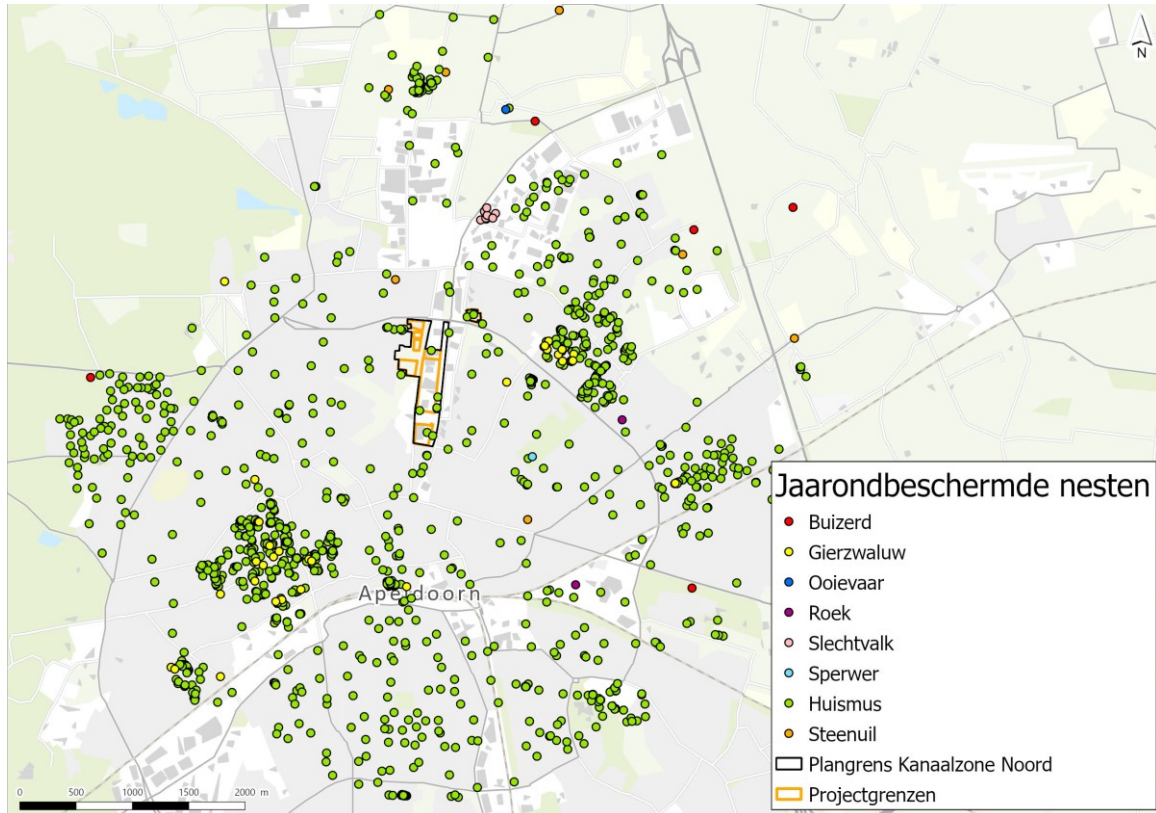 N
Apeldoorn
Jaarondbeschermde nesten
Buizerd
Gierzwaluw
Ooievaar
Roek
Slechtvalk
Sperwer
Huismus
Steenuil
Plangrens Kanaalzone Noord
Projectgrenzen
0 500 1000 1500 2000 m